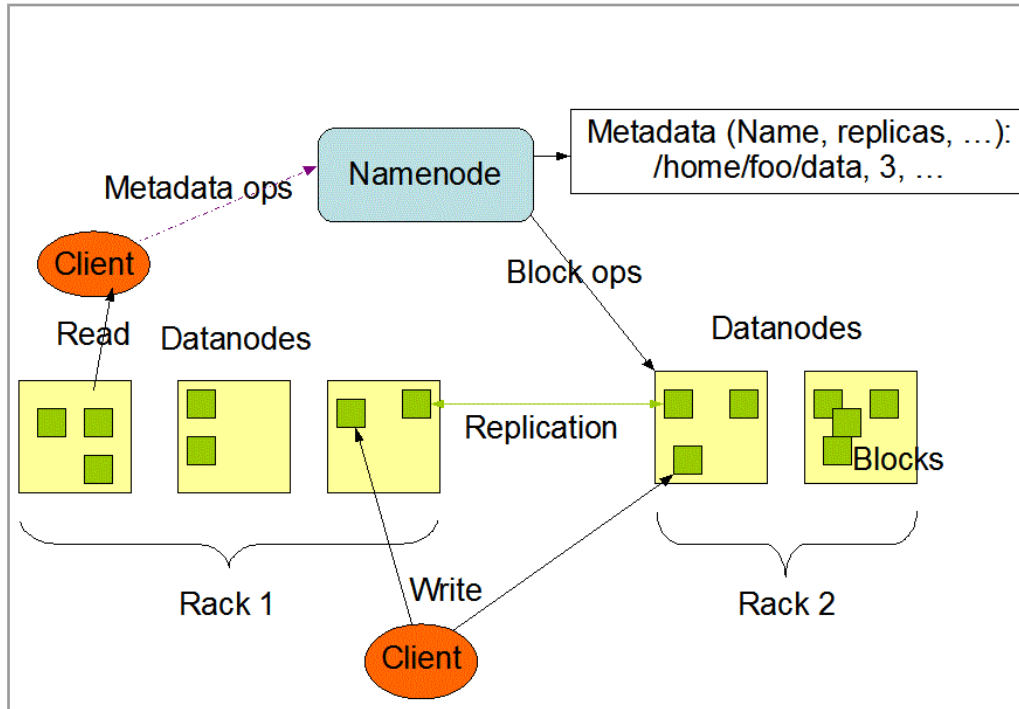 Metadata (Name, replicas, …):
/home/foo/data, 3, …
Namenode
Metadata ops
Client
Block ops
Read
Datanodes
Datanodes
Replication
Blocks
Write
Rack 1
Rack 2
Client